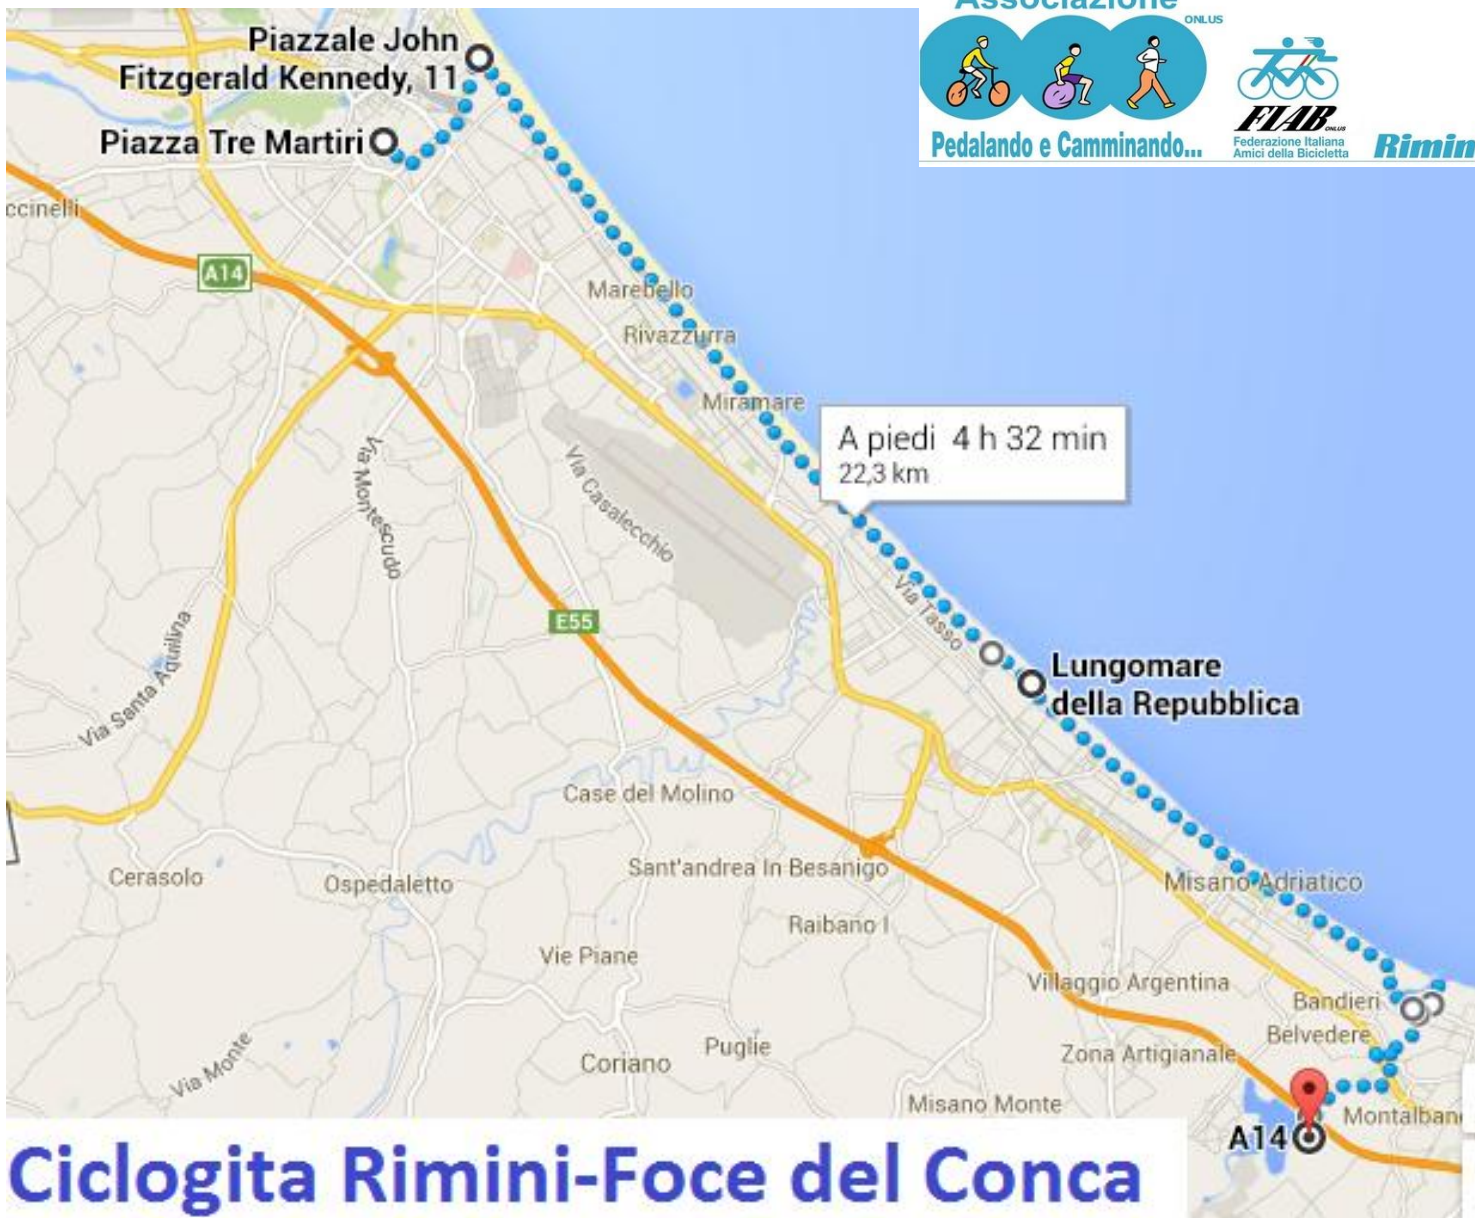 Associazione
ONLUS
Pedalando e Camminando...
FIAB
ONLUS
Federazione Italiana
Amici della Bicicletta
Piazzale John
Fitzgerald Kennedy, 11
Piazza Tre Martiri
A14
Marebello
Rivazzurra
Miramare
A piedi 4 h 32 min
22,3 km
Via Montescudo
Via Casalecchio
Via Tasso
E55
Via Santa Aquilina
Lungomare
della Repubblica
Case del Molino
Sant'andrea In Besanigo
Cerasolo
Ospedaletto
Misano Adriatico
Raibano I
Vie Piane
Villaggio Argentina
Bandieri
Belvedere
Puglie
Zona Artigianale
Coriano
Via Monte
Misano Monte
A14
Ciclogita Rimini-Foce del Conca